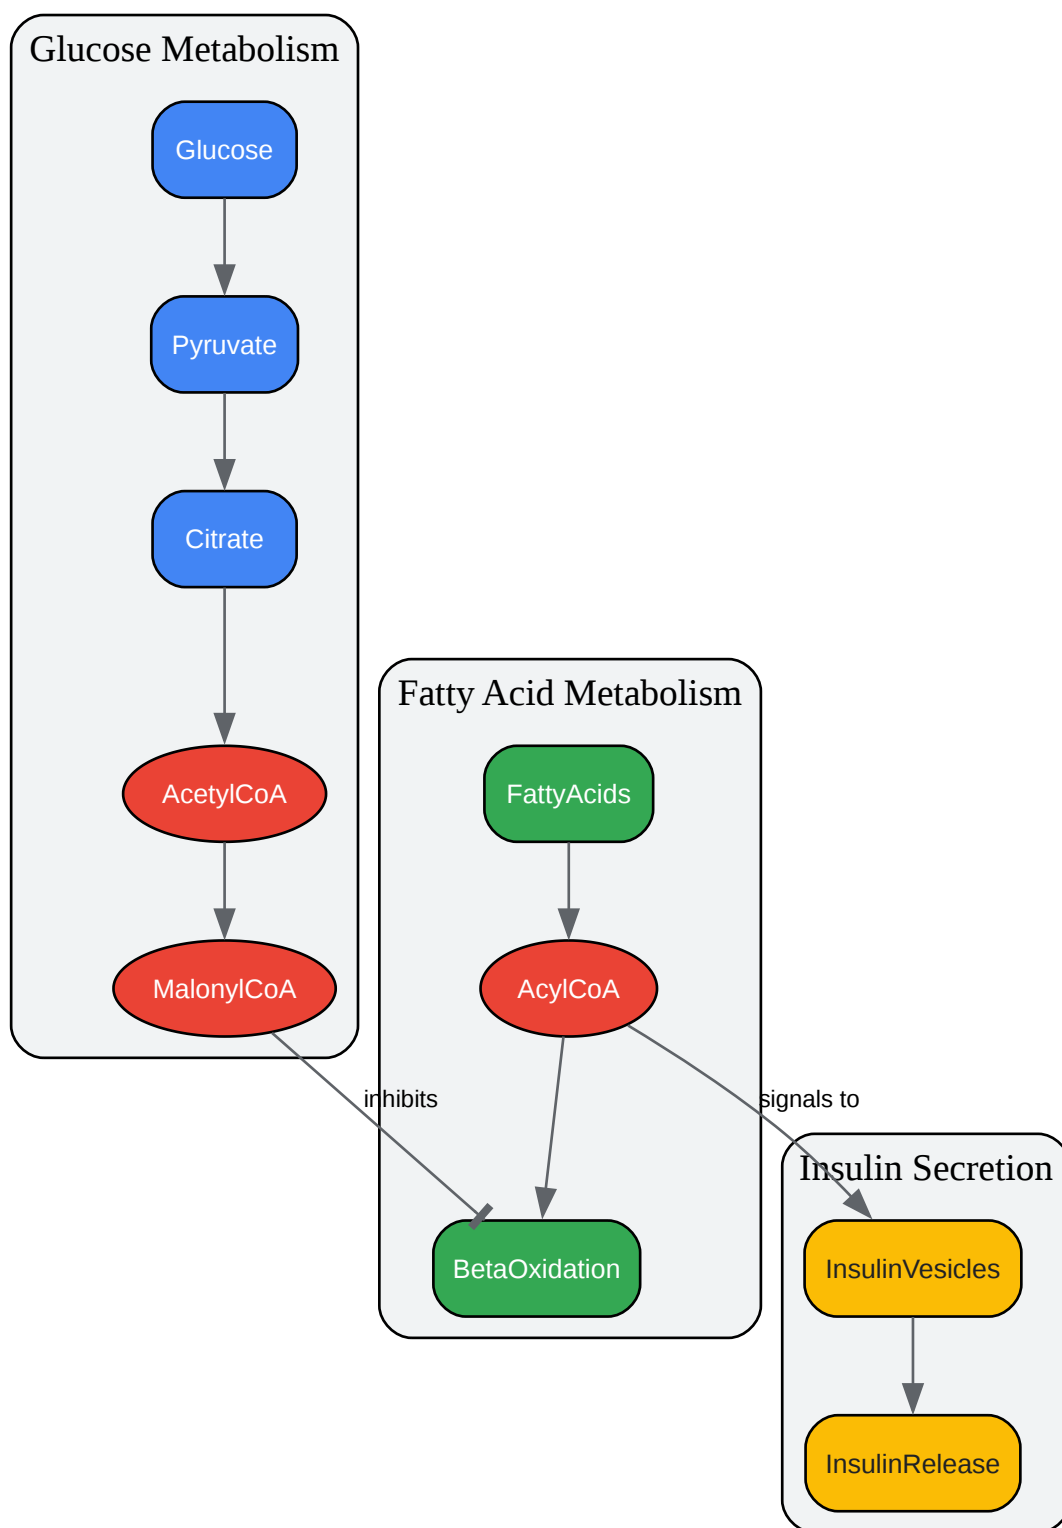 Glucose Metabolism
Glucose
Pyruvate
Citrate
AcetylCoA
MalonylCoA
inhibits
Fatty Acid Metabolism
FattyAcids
AcylCoA
BetaOxidation
signals to
Insulin Secretion
InsulinVesicles
InsulinRelease